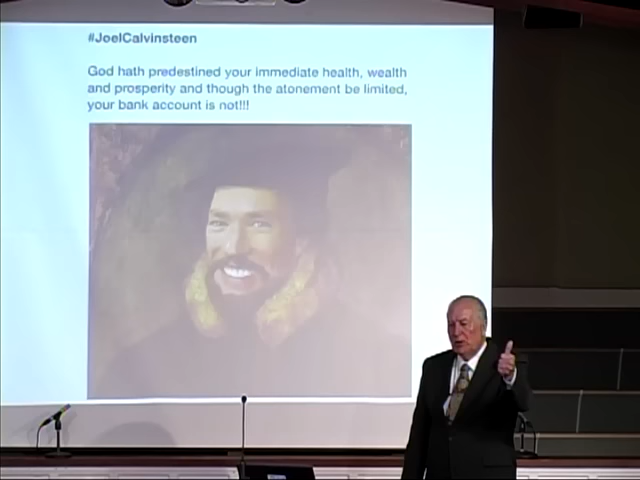 #JoelCalvinsteen
God hath predestined your immediate health, wealth
and prosperity and though the atonement be limited,
your bank account is not!!!